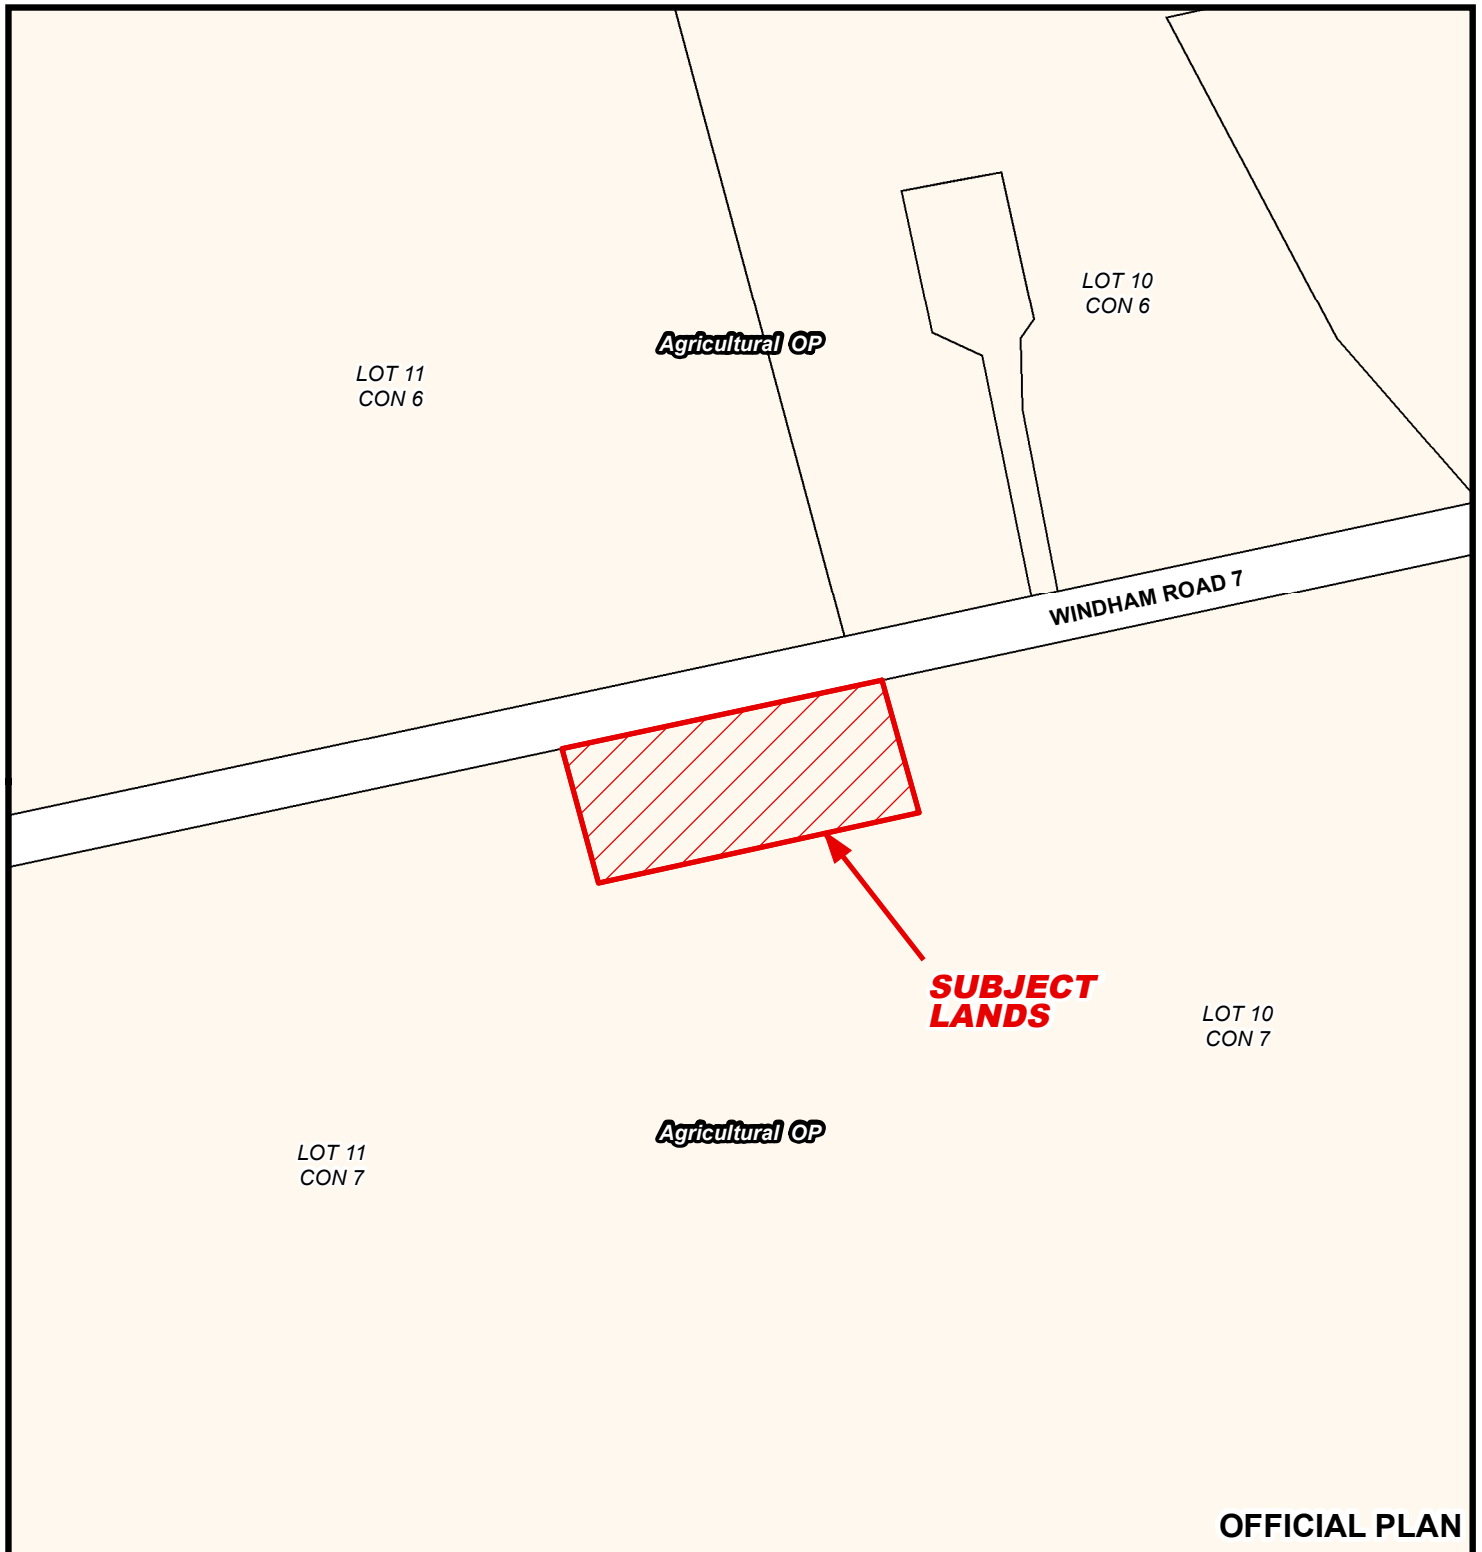 LOT 10
CON 6
Agricultural OP
LOT 11
CON 6
WINDHAM ROAD 7
SUBJECT
LANDS
LOT 10
CON 7
Agricultural OP
LOT 11
CON 7
OFFICIAL PLAN